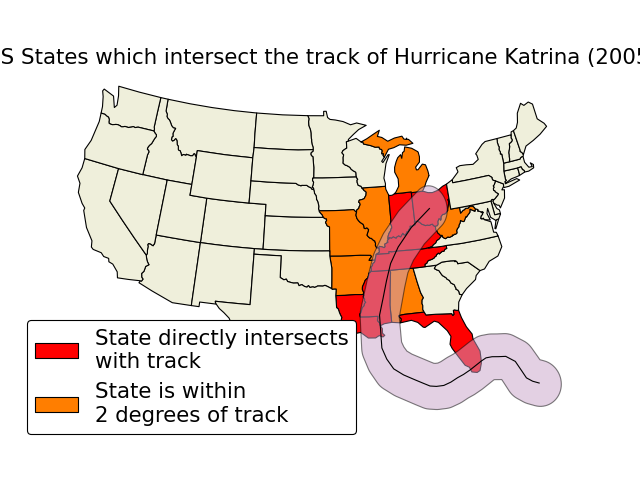 S States which intersect the track of Hurricane Katrina (2005
State directly intersects
with track
State is within
2 degrees of track